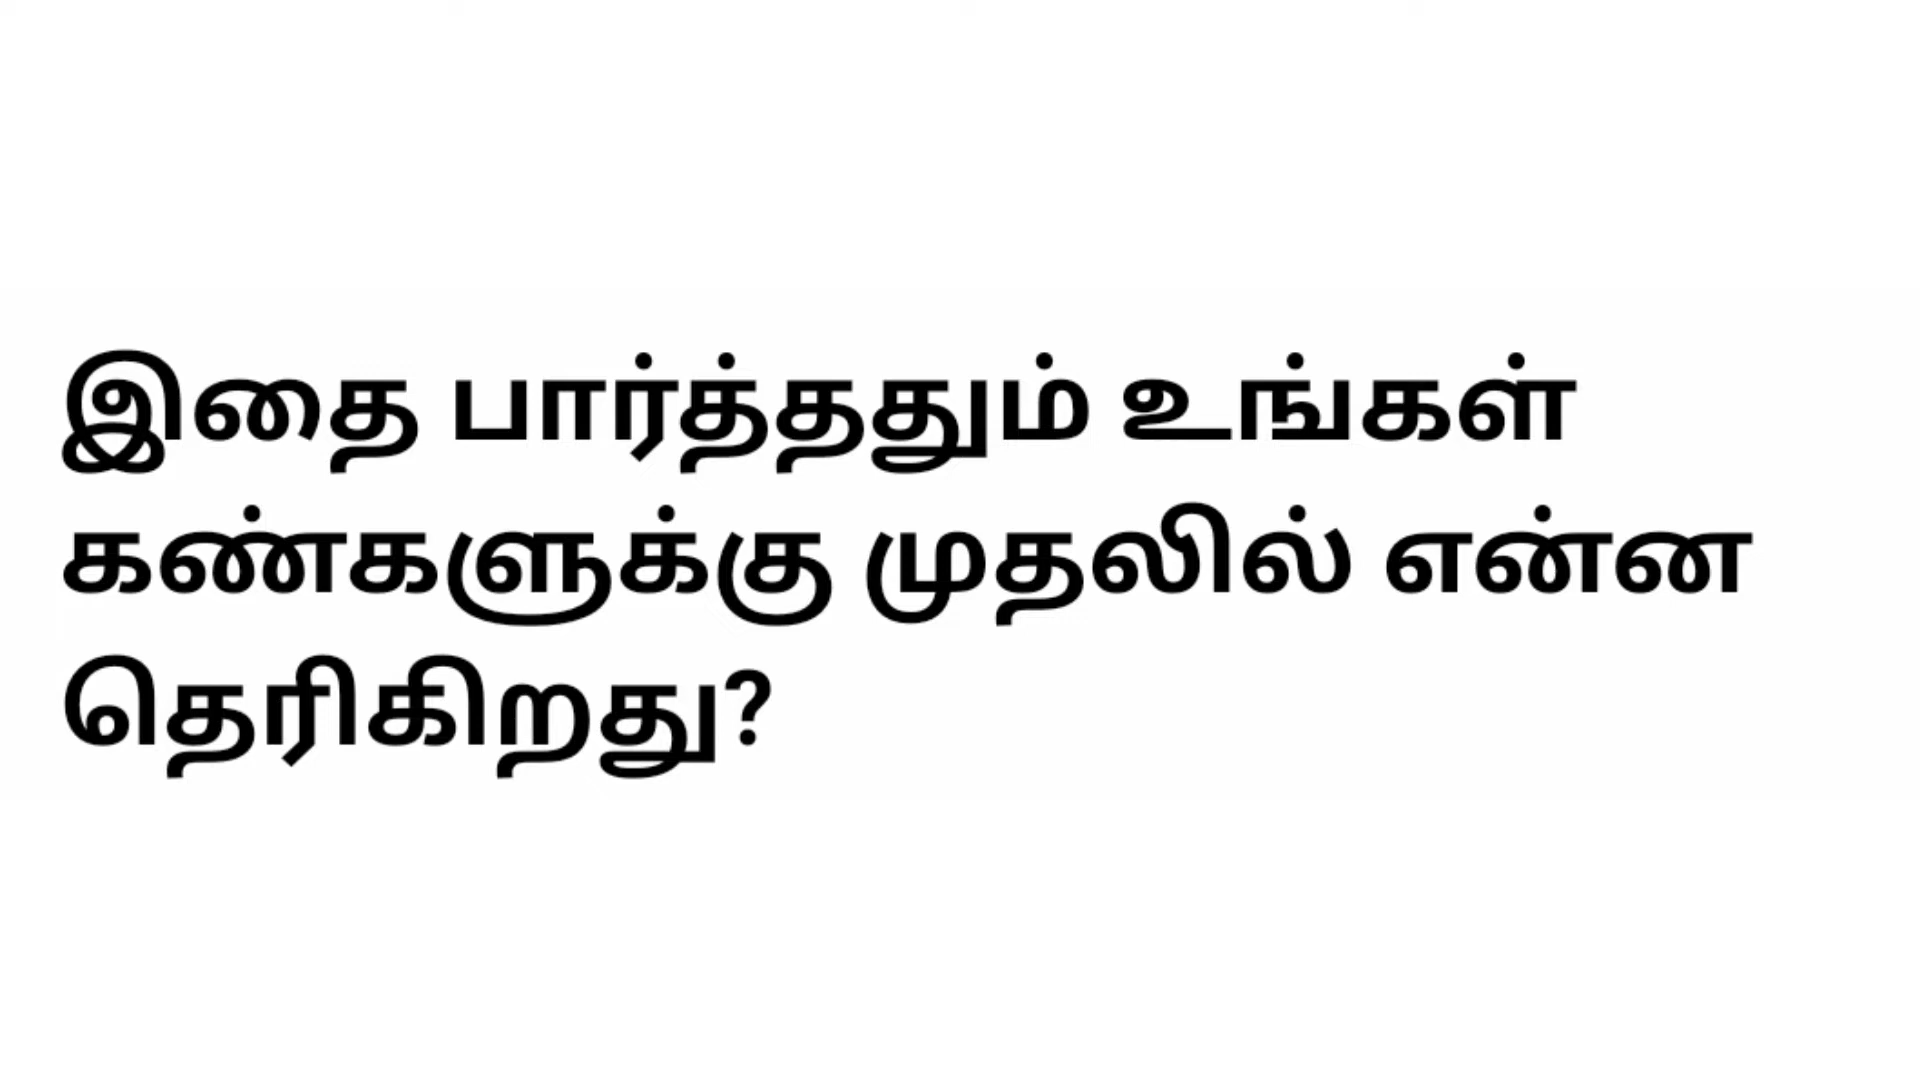 இதை பார்த்ததும் உங்கள்
கண்களுக்கு முதலில் என்ன
தெரிகிறது?